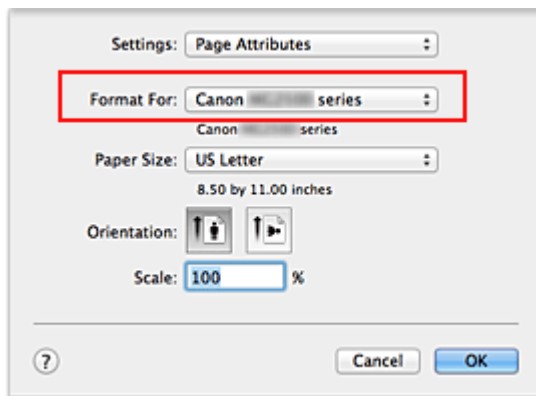 Settings: Page Attributes
Format For: Canon series
Canon series
Paper Size: US Letter
8.50 by 11.00 inches
Orientation:
Scale: 100 %
? Cancel OK